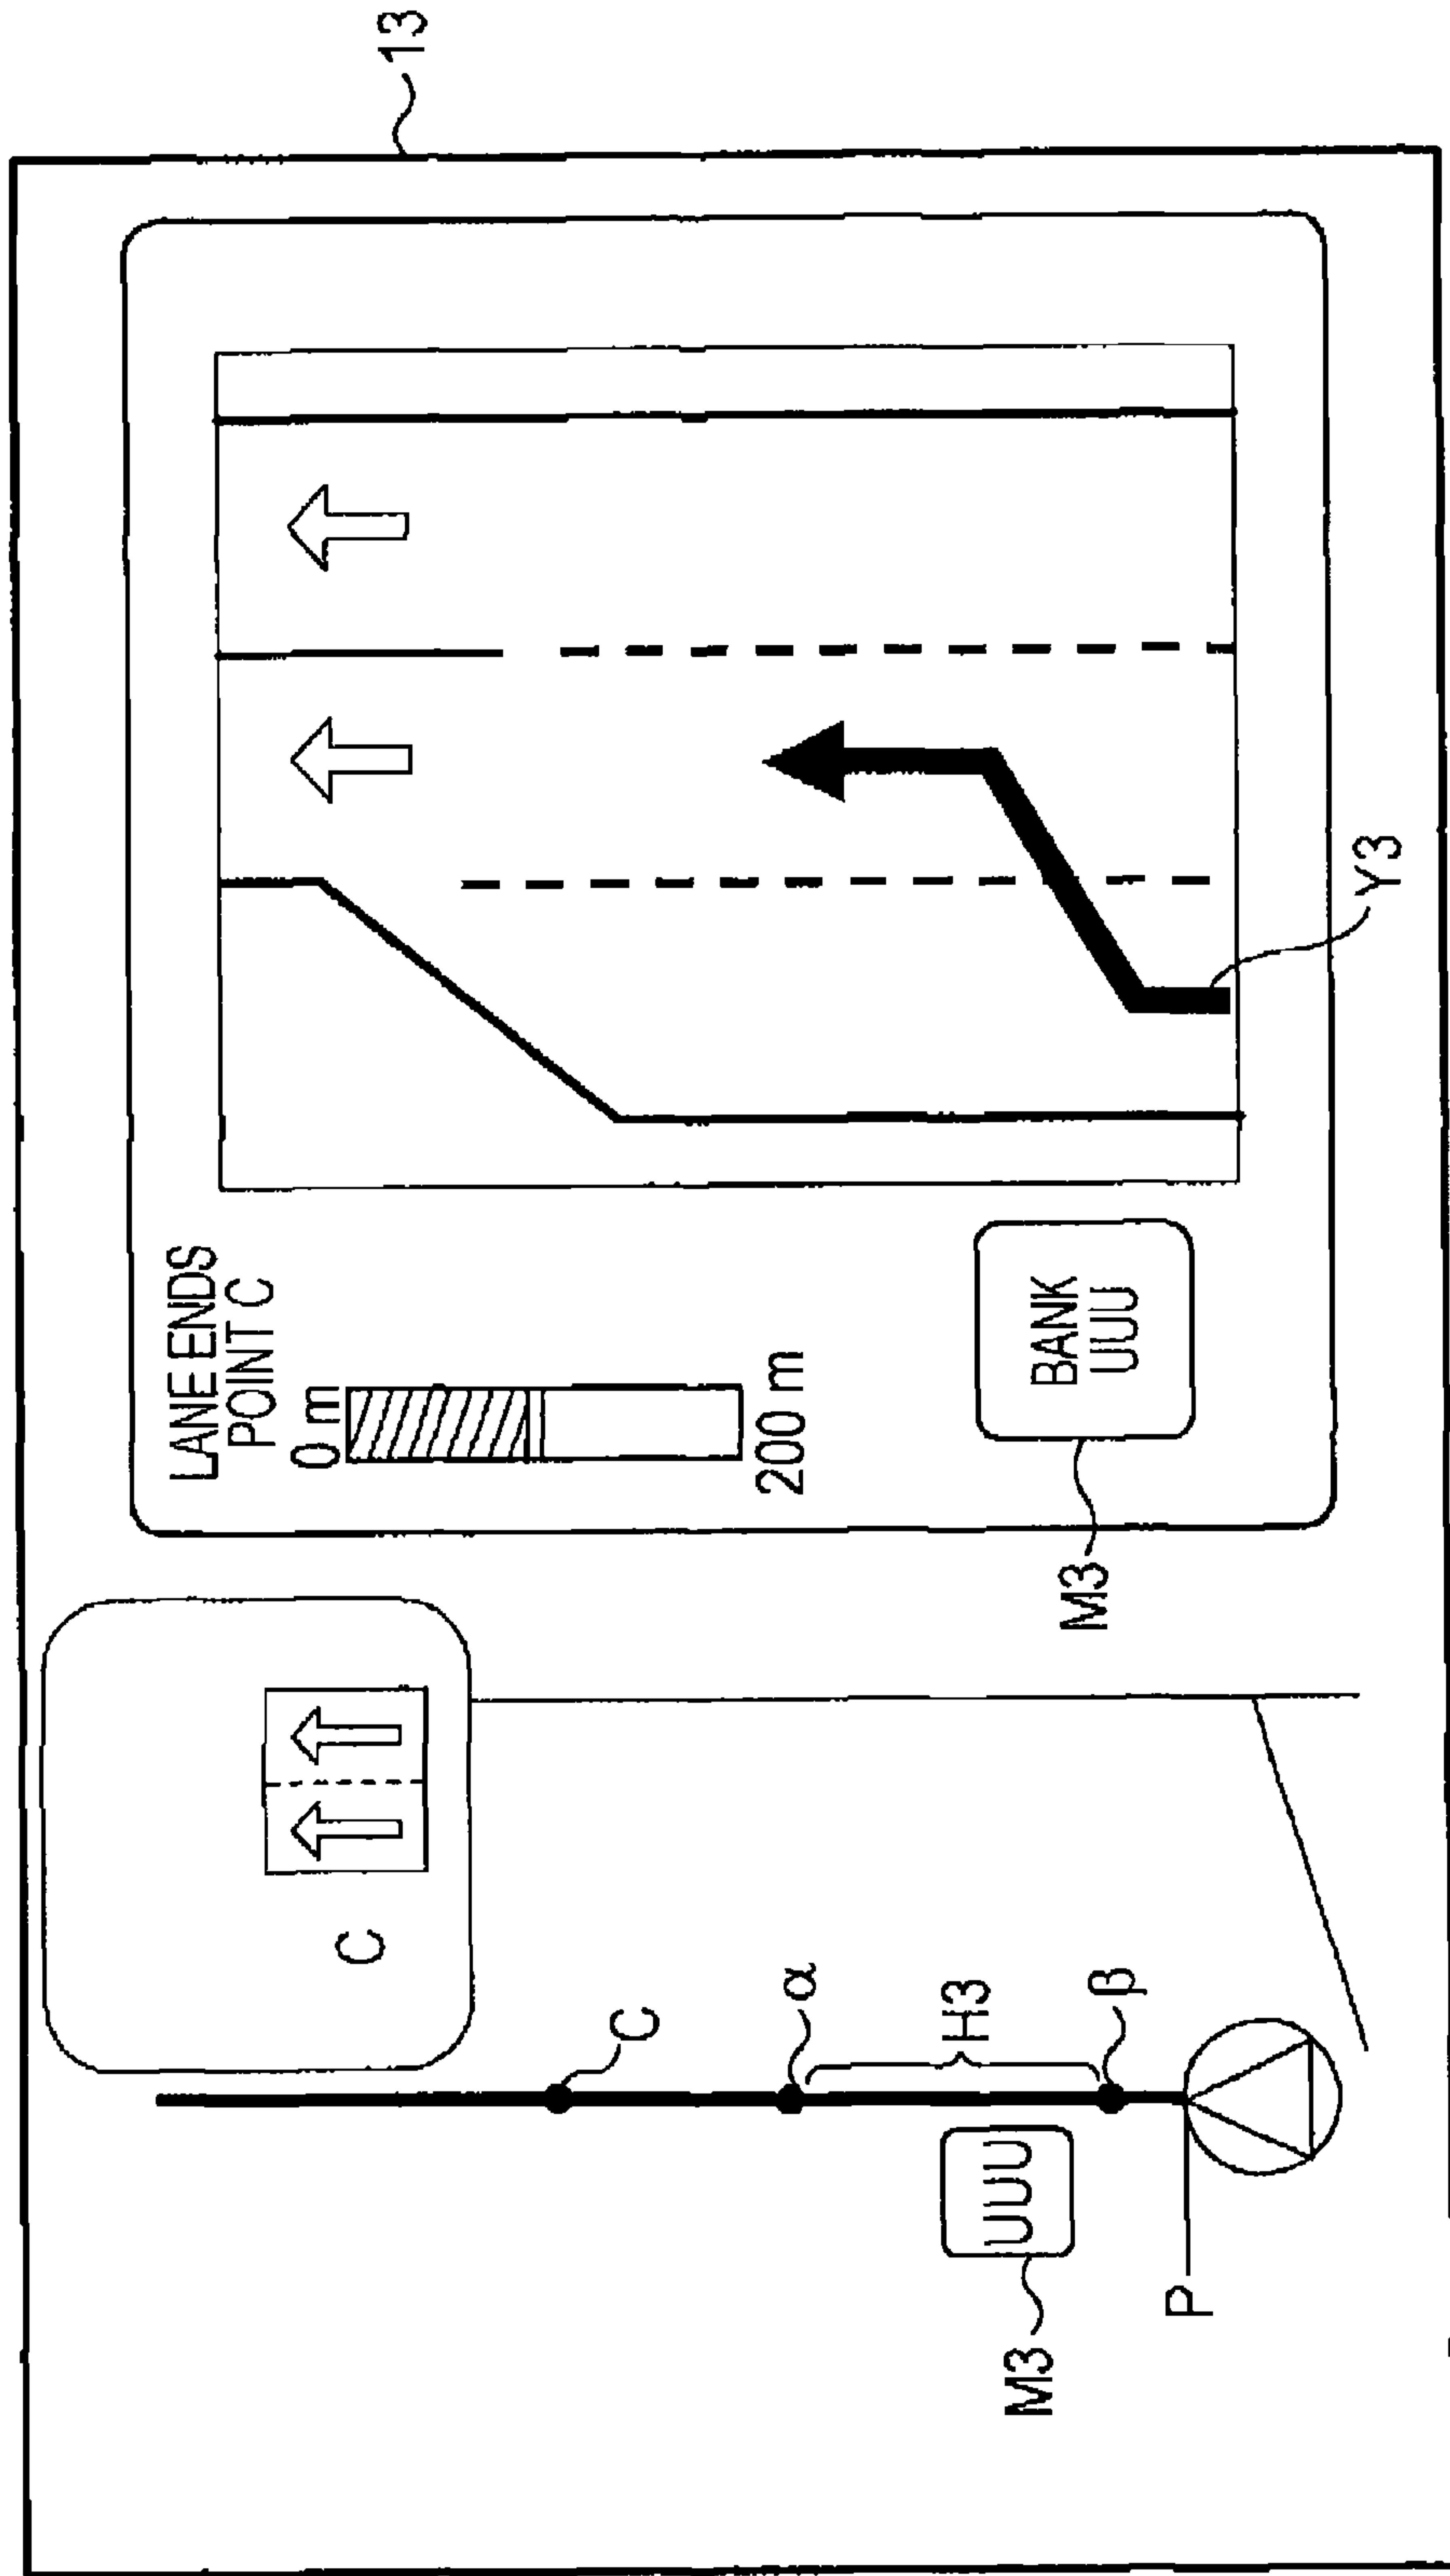 13
C
C
α
H3
β
UUU
M3
P
LANE ENDS
POINT C
0 m
200 m
BANK
UUU
M3
Y3